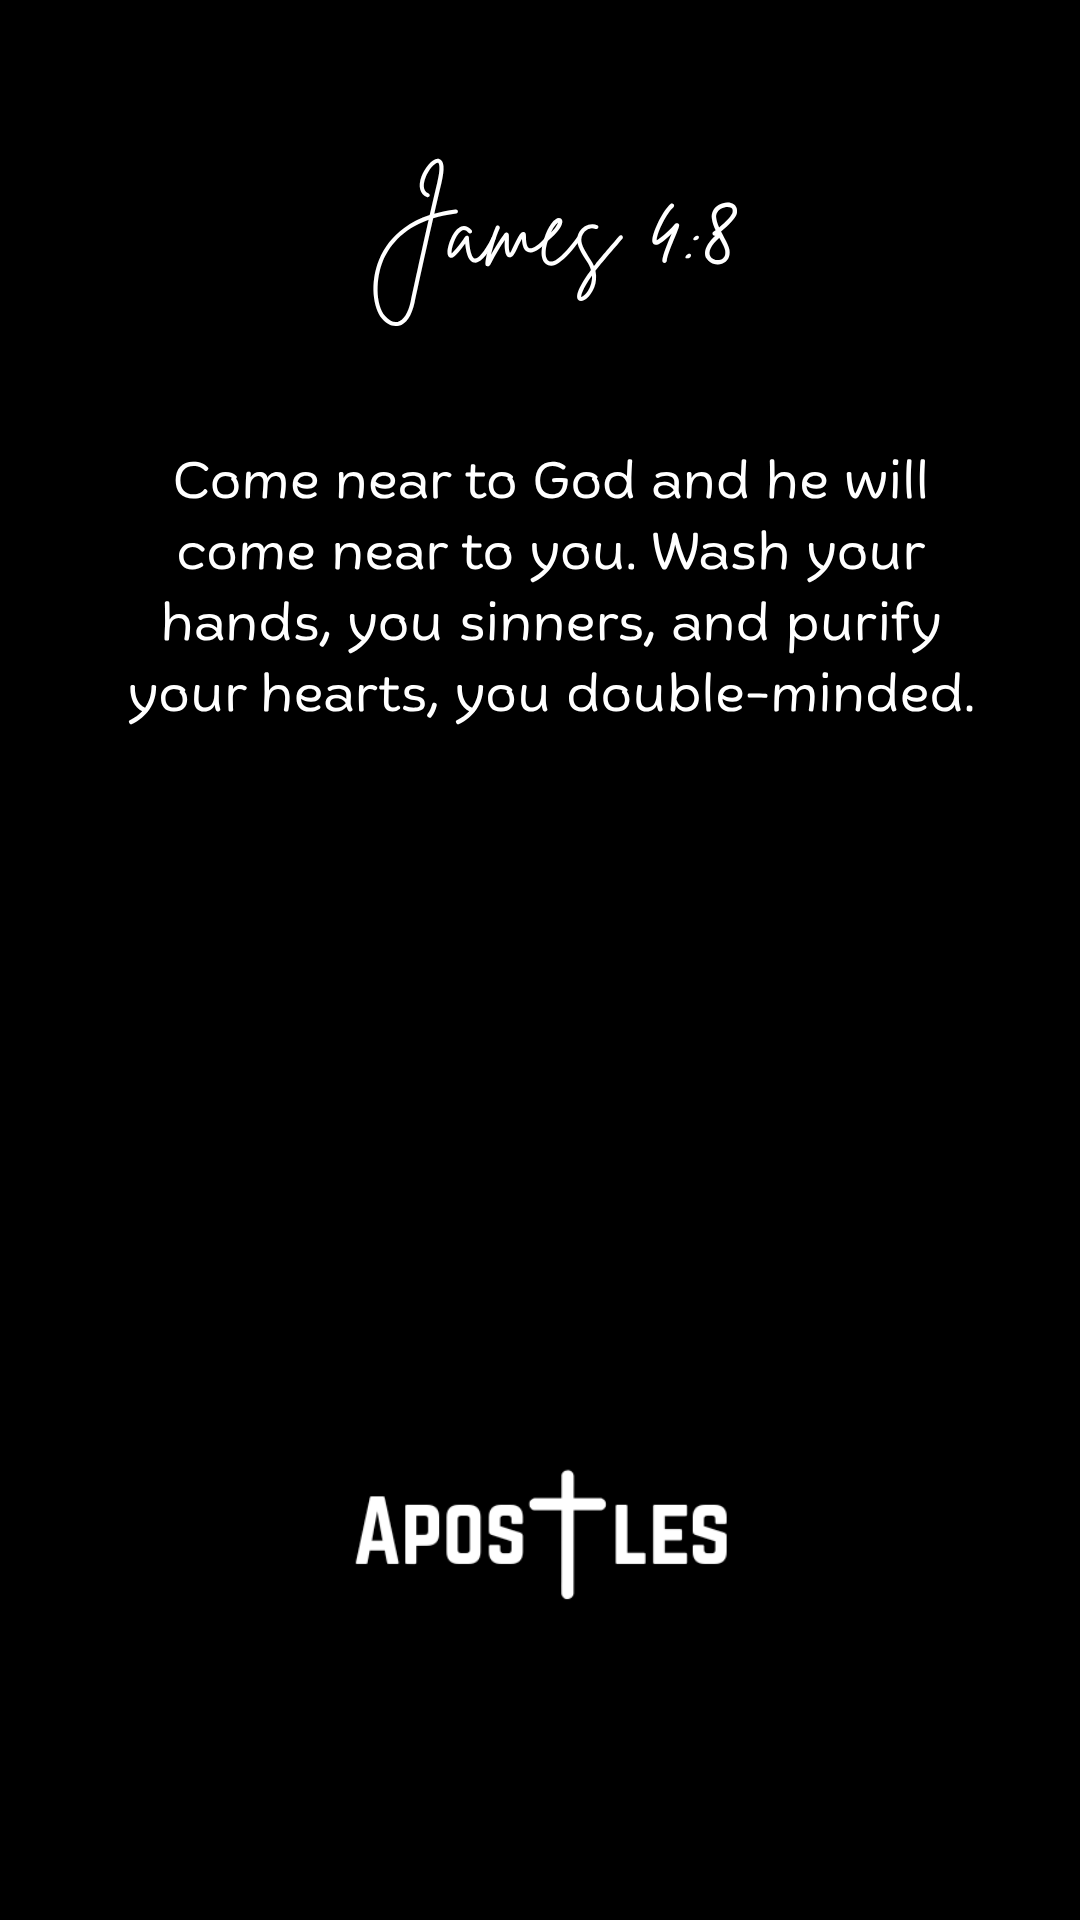 James 4:8
Come near to God and he will
come near to you. Wash your
hands, you sinners, and purify
your hearts, you double-minded.
APOSTLES